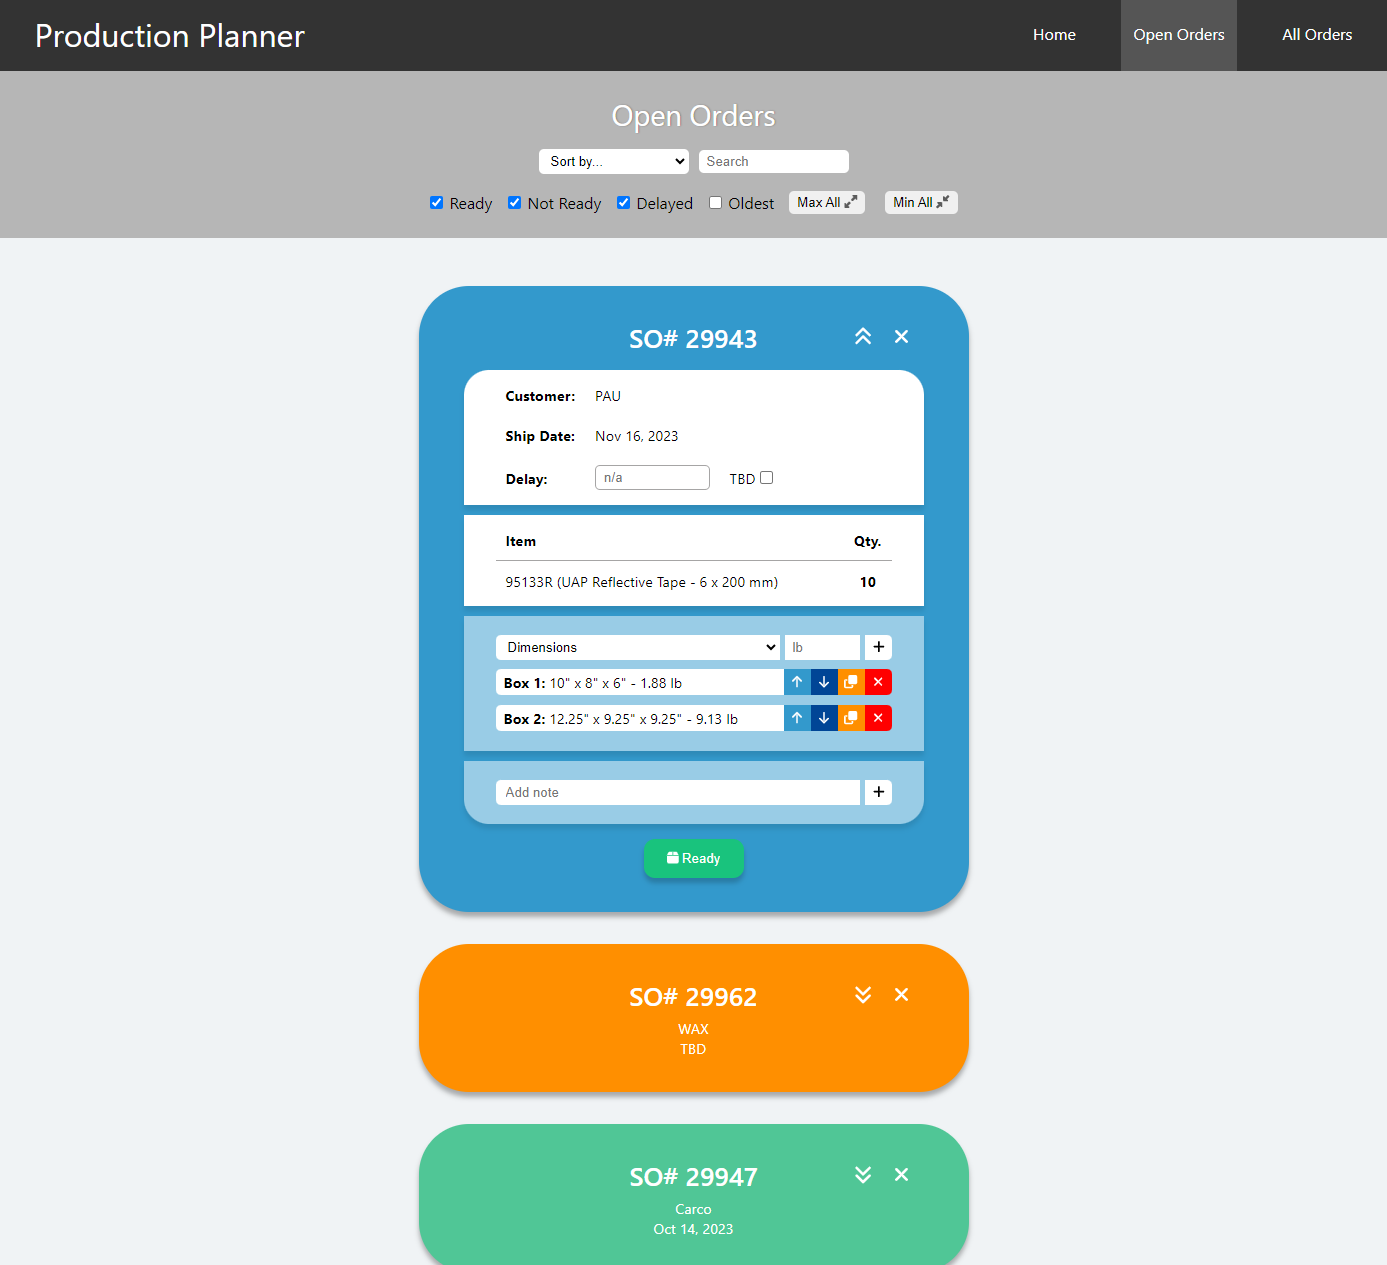 Production Planner
Home
Open Orders
All Orders
Open Orders
Sort by...
Search
Ready
Not Ready
Delayed
Oldest
Max All
Min All
SO# 29943
Customer: PAU
Ship Date: Nov 16, 2023
Delay: n/a TBD
Item Qty.
95133R (UAP Reflective Tape - 6 x 200 mm) 10
Dimensions lb
Box 1: 10" x 8" x 6" - 1.88 lb
Box 2: 12.25" x 9.25" x 9.25" - 9.13 lb
Add note
Ready
SO# 29962
WAX
TBD
SO# 29947
Carco
Oct 14, 2023